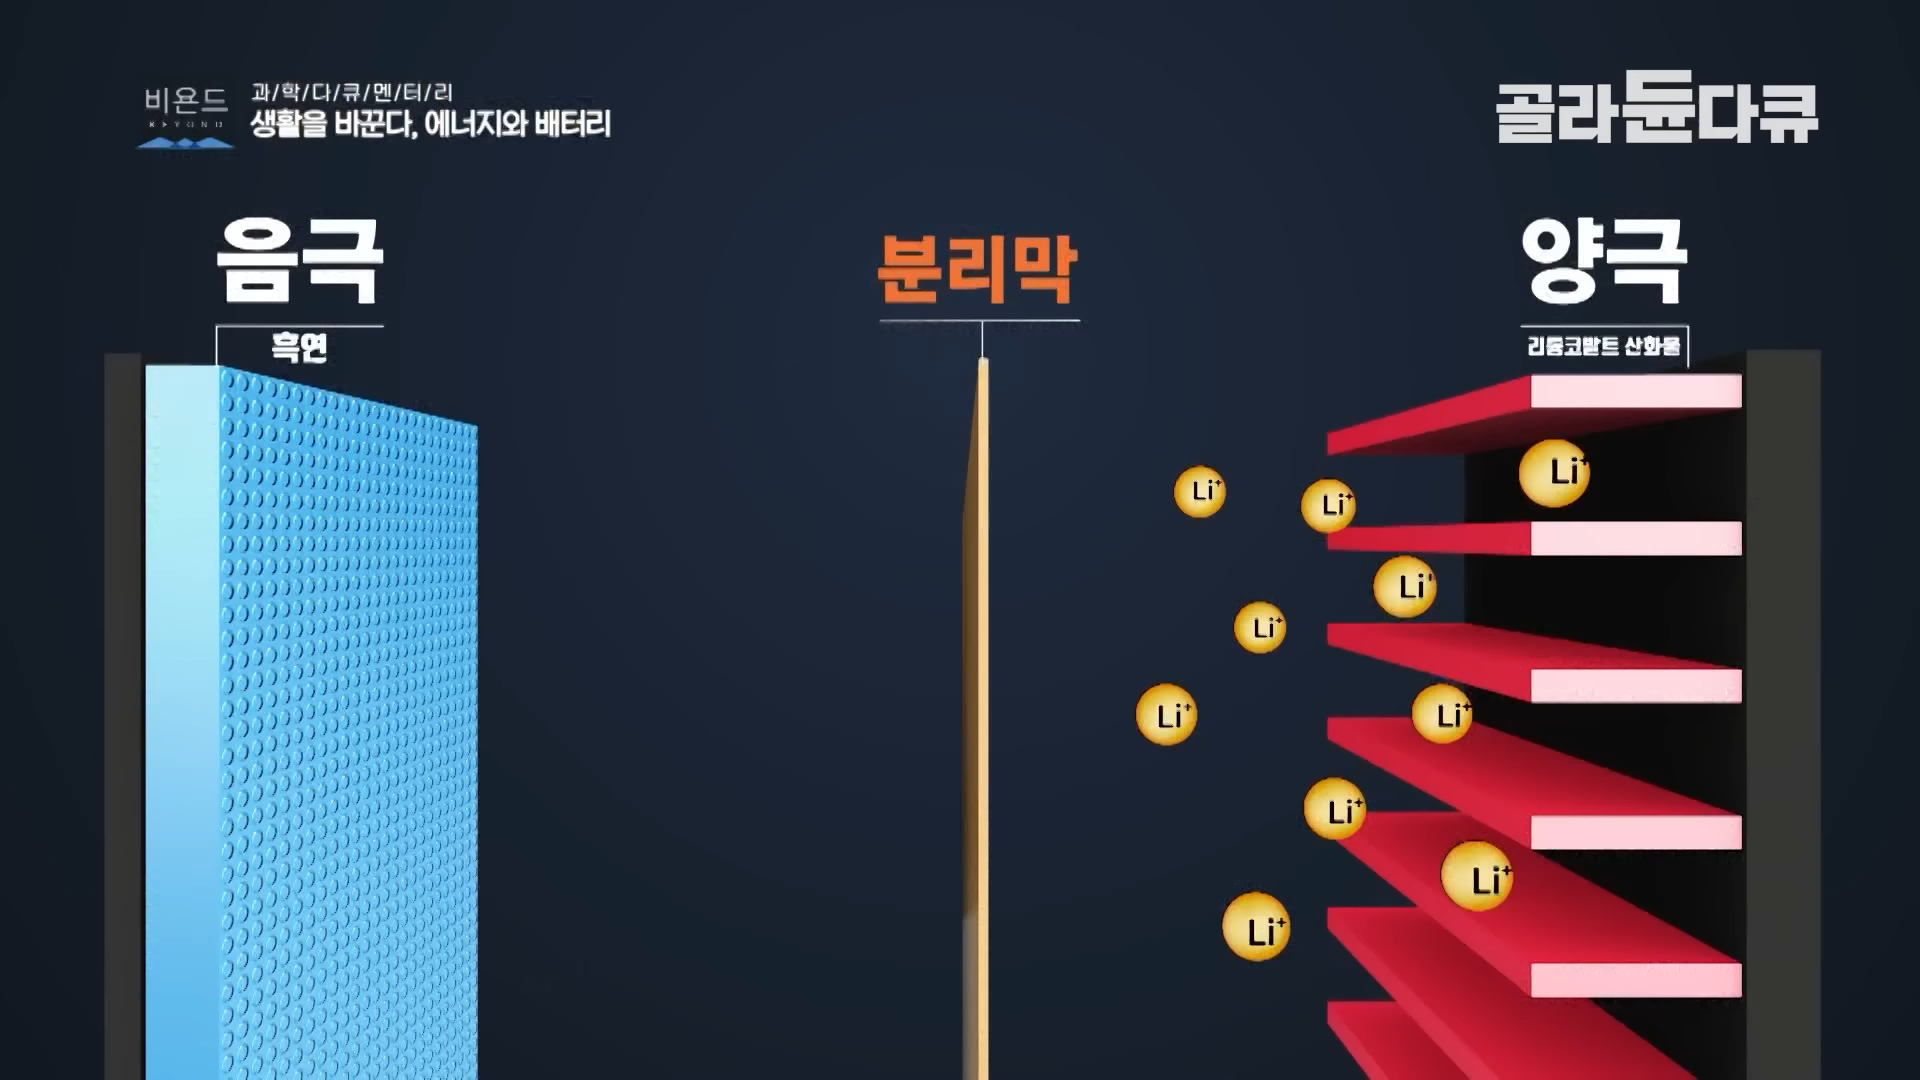 비욘드
BEYOND
과/학/다/큐/멘/터/리
생활을 바꾼다, 에너지와 배터리
골라둔다큐
음극
흑연
분리막
양극
리튬코발트 산화물
Li+
Li+
Li+
Li+
Li+
Li+
Li+
Li+
Li+
Li+